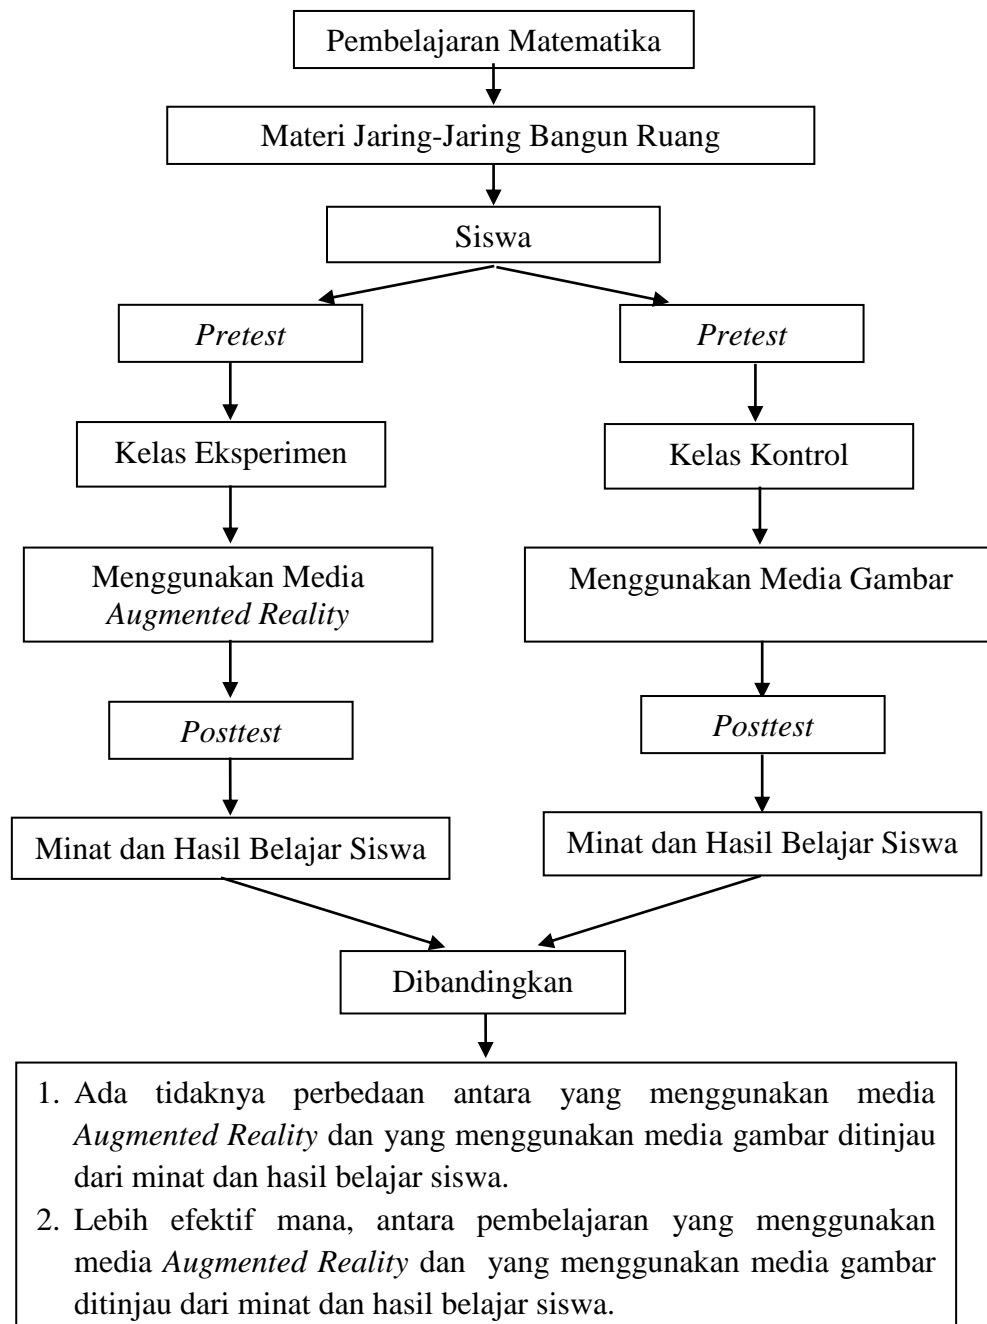 Pembelajaran Matematika
Materi Jaring-Jaring Bangun Ruang
Siswa
Pretest
Pretest
Kelas Eksperimen
Kelas Kontrol
Menggunakan Media
Augmented Reality
Menggunakan Media Gambar
Posttest
Posttest
Minat dan Hasil Belajar Siswa
Minat dan Hasil Belajar Siswa
Dibandingkan
1. Ada tidaknya perbedaan antara yang menggunakan media
Augmented Reality dan yang menggunakan media gambar ditinjau
dari minat dan hasil belajar siswa.
2. Lebih efektif mana, antara pembelajaran yang menggunakan
media Augmented Reality dan yang menggunakan media gambar
ditinjau dari minat dan hasil belajar siswa.